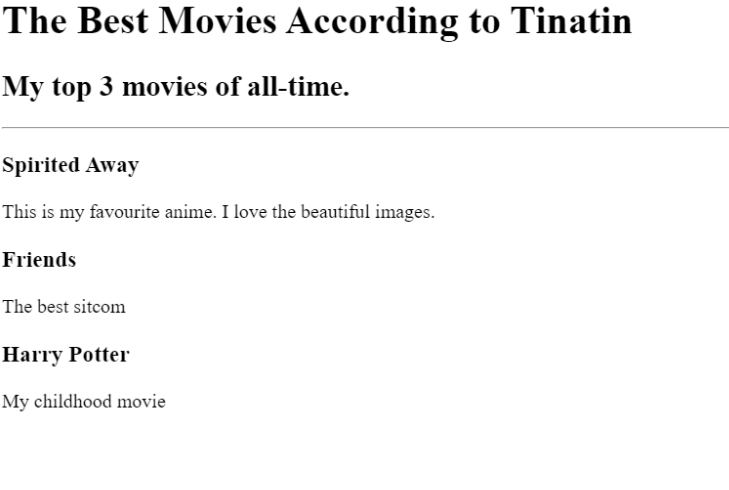 The Best Movies According to Tinatin
My top 3 movies of all-time.
Spirited Away
This is my favourite anime. I love the beautiful images.
Friends
The best sitcom
Harry Potter
My childhood movie